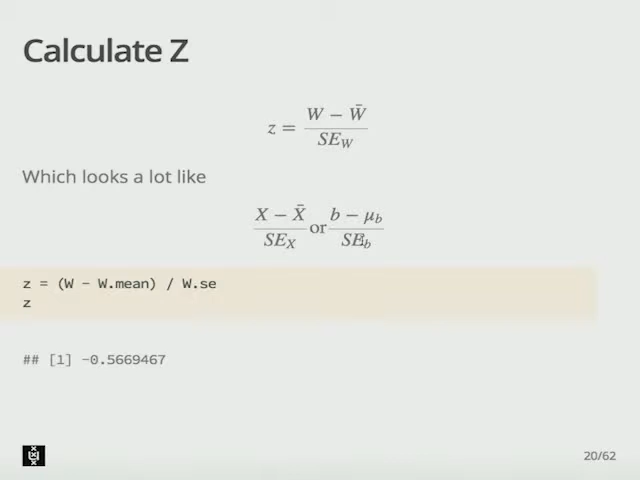 Calculate Z
z = (W − W̄) / SE_W
Which looks a lot like
(X − X̄) / SE_X or (b − μ_b) / SE_b
z = (W - W.mean) / W.se
z
## [1] -0.5669467
20/62